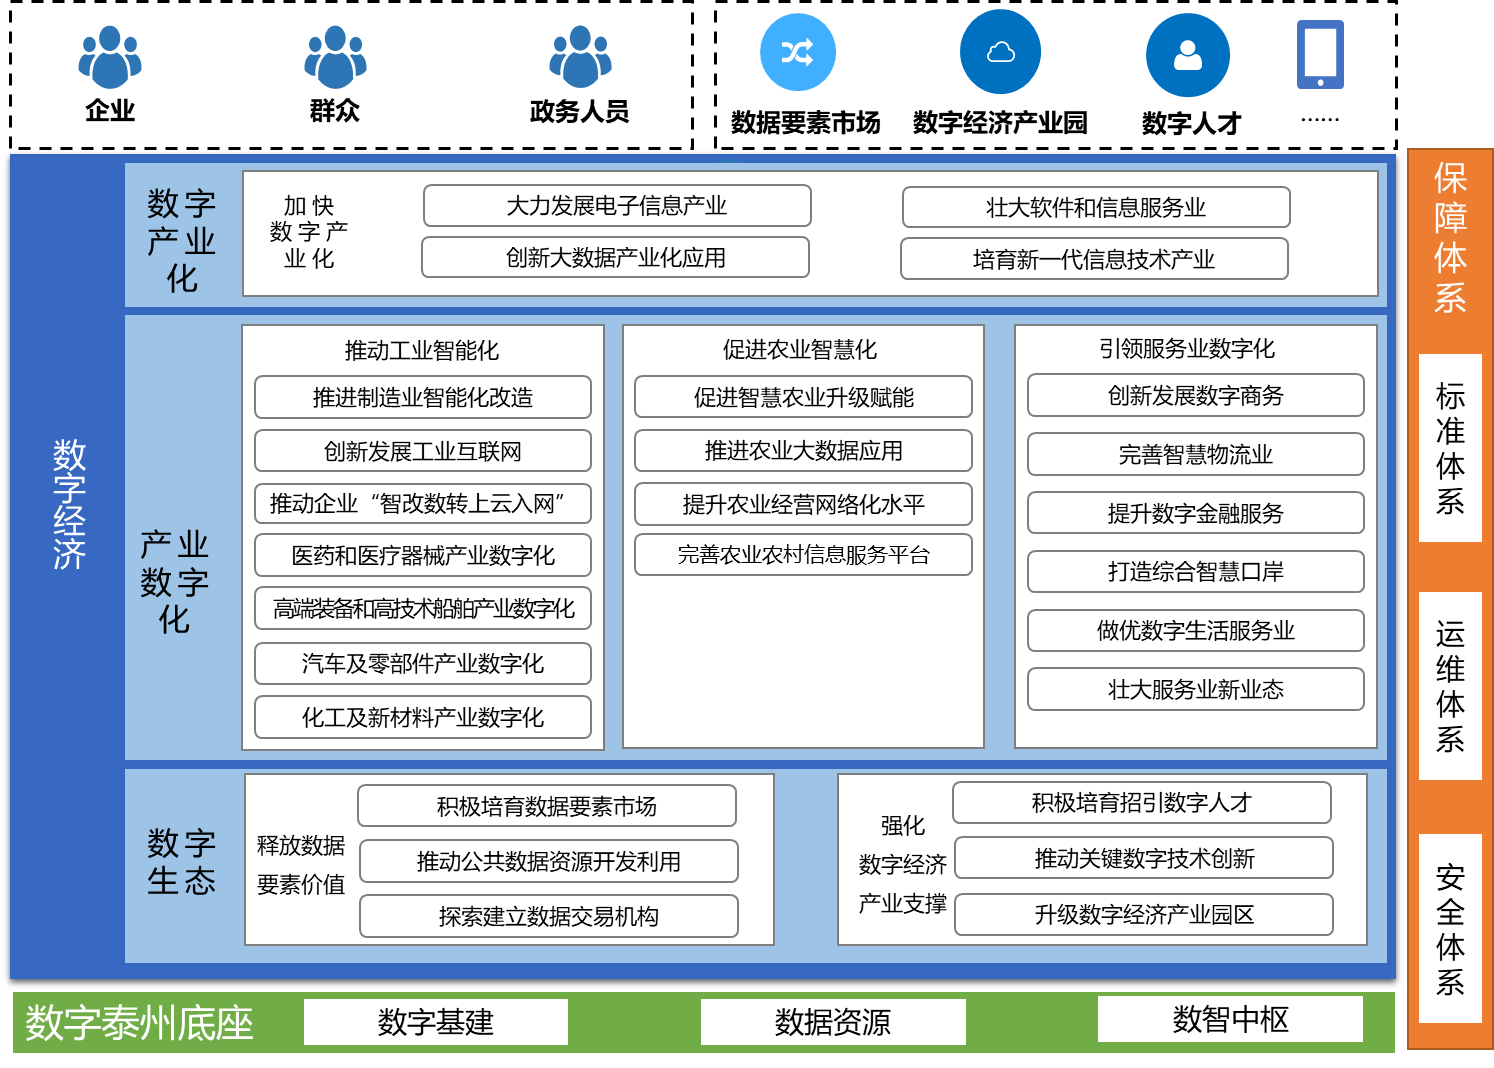 企业
群众
政务人员
数据要素市场
数字经济产业园
数字人才
······
数字经济
数字
产业
化
加快
数字产
业化
大力发展电子信息产业
创新大数据产业化应用
壮大软件和信息服务业
培育新一代信息技术产业
产业
数字
化
推动工业智能化
推进制造业智能化改造
创新发展工业互联网
推动企业“智改数转上云入网”
医药和医疗器械产业数字化
高端装备和高技术船舶产业数字化
汽车及零部件产业数字化
化工及新材料产业数字化
促进农业智慧化
促进智慧农业升级赋能
推进农业大数据应用
提升农业经营网络化水平
完善农业农村信息服务平台
引领服务业数字化
创新发展数字商务
完善智慧物流业
提升数字金融服务
打造综合智慧口岸
做优数字生活服务业
壮大服务业新业态
数字
生态
释放数据
要素价值
积极培育数据要素市场
推动公共数据资源开发利用
探索建立数据交易机构
强化
数字经济
产业支撑
积极培育招引数字人才
推动关键数字技术创新
升级数字经济产业园区
数字泰州底座
数字基建
数据资源
数智中枢
保障体系
标准体系
运维体系
安全体系